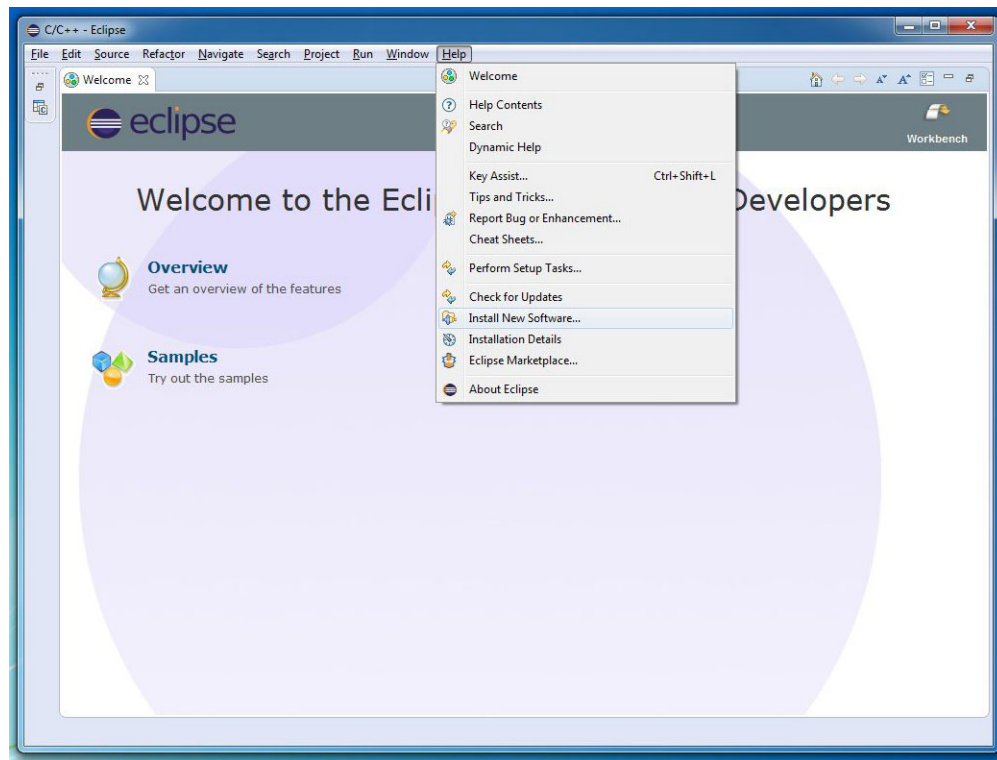 C/C++ - Eclipse
File Edit Source Refactor Navigate Search Project Run Window Help
Welcome
eclipse
Workbench
Welcome to the Ecli Developers
Overview
Get an overview of the features
Samples
Try out the samples
Welcome
Help Contents
Search
Dynamic Help
Key Assist... Ctrl+Shift+L
Tips and Tricks...
Report Bug or Enhancement...
Cheat Sheets...
Perform Setup Tasks...
Check for Updates
Install New Software...
Installation Details
Eclipse Marketplace...
About Eclipse